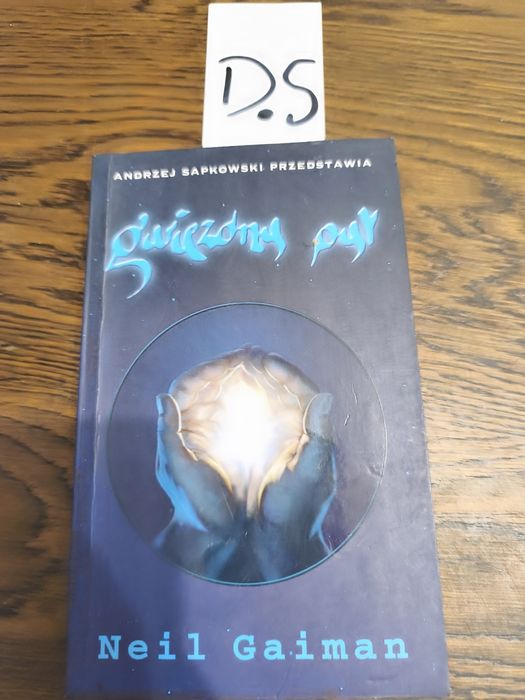 D.S
ANDRZEJ SAPKOWSKI PRZEDSTAWIA
gwiezdny pył
Neil Gaiman